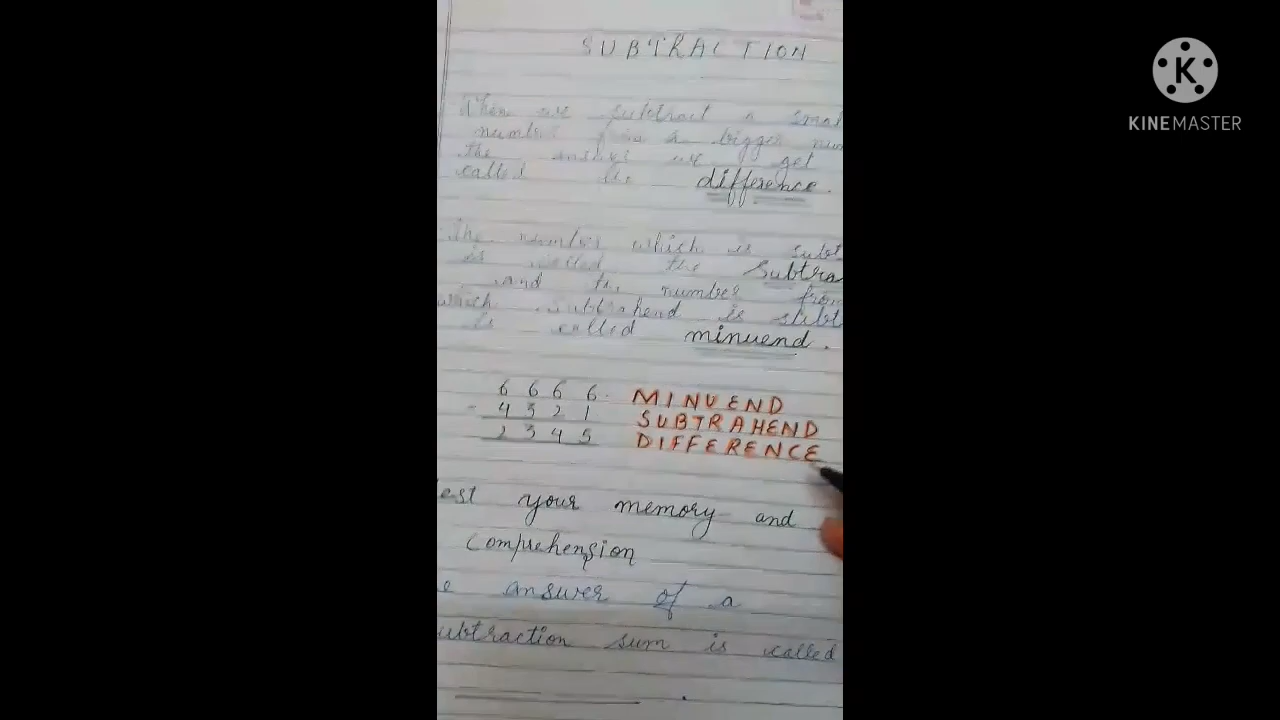 SUBTRACTION
When we subtract a smal
number from a bigger num
the answer we get
called is difference.
The number which is subt
is called the subtra
and the number from
which subtrahend is subt
is called minuend.
6 6 6 6 MINUEND
- 4 3 2 1 SUBTRAHEND
2 3 4 5 DIFFERENCE
est your memory and
comprehension
e answer of a
ubtraction sum is called
.
K
KINEMASTER